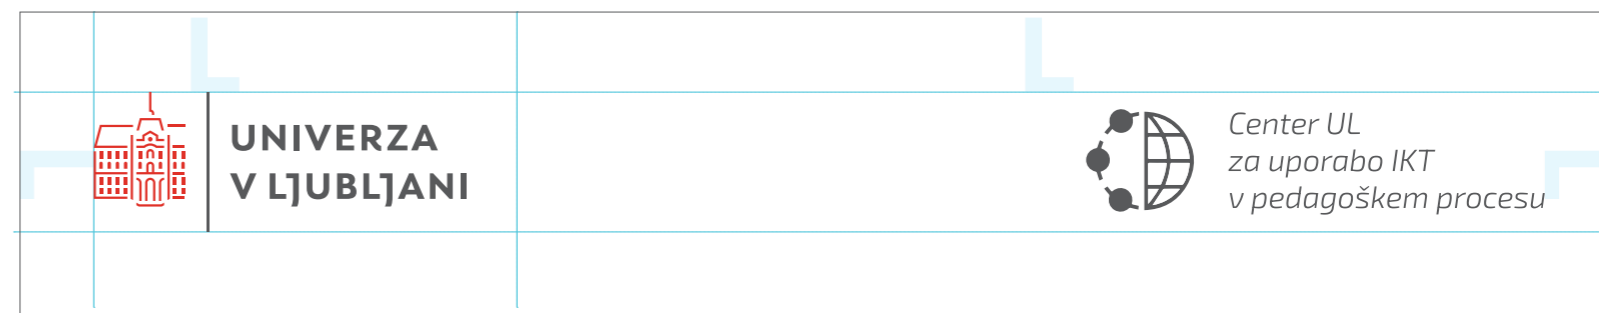 UNIVERZA
V LJUBLJANI
Center UL
za uporabo IKT
v pedagoškem procesu